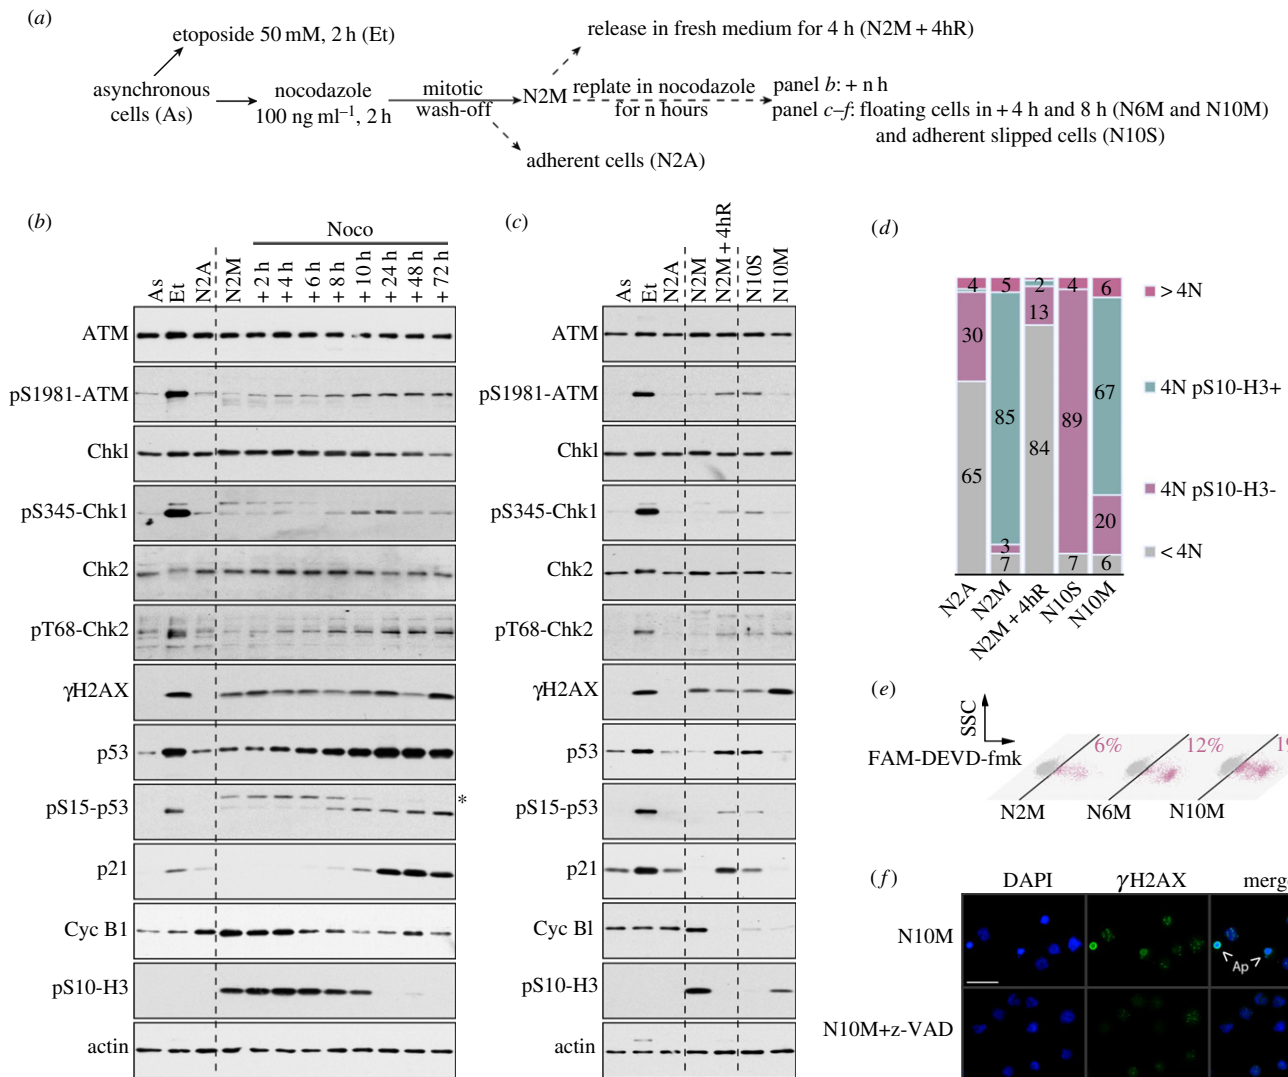 (a)
etoposide 50 mM, 2 h (Et)
release in fresh medium for 4 h (N2M + 4hR)
asynchronous cells (As)
nocodazole 100 ng ml⁻¹, 2 h
mitotic wash-off
N2M
replate in nocodazole for n hours
panel b: + n h
panel c–f: floating cells in + 4 h and 8 h (N6M and N10M)
and adherent slipped cells (N10S)
adherent cells (N2A)
(b)
Noco
As
Et
N2A
N2M
+ 2 h
+ 4 h
+ 6 h
+ 8 h
+ 10 h
+ 24 h
+ 48 h
+ 72 h
ATM
pS1981-ATM
Chk1
pS345-Chk1
Chk2
pT68-Chk2
γH2AX
p53
pS15-p53
*
p21
Cyc B1
pS10-H3
actin
(c)
As
Et
N2A
N2M
N2M + 4hR
N10S
N10M
ATM
pS1981-ATM
Chk1
pS345-Chk1
Chk2
pT68-Chk2
γH2AX
p53
pS15-p53
p21
Cyc B1
pS10-H3
actin
(d)
4 5 2 4 6
30 13
85 67
89
65 84
3 20
7 7 6
N2A
N2M
N2M + 4hR
N10S
N10M
> 4N
4N pS10-H3+
4N pS10-H3-
< 4N
(e)
SSC
FAM-DEVD-fmk
6%
12%
N2M
N6M
N10M
(f)
DAPI
γH2AX
merge
N10M
Ap
N10M+z-VAD